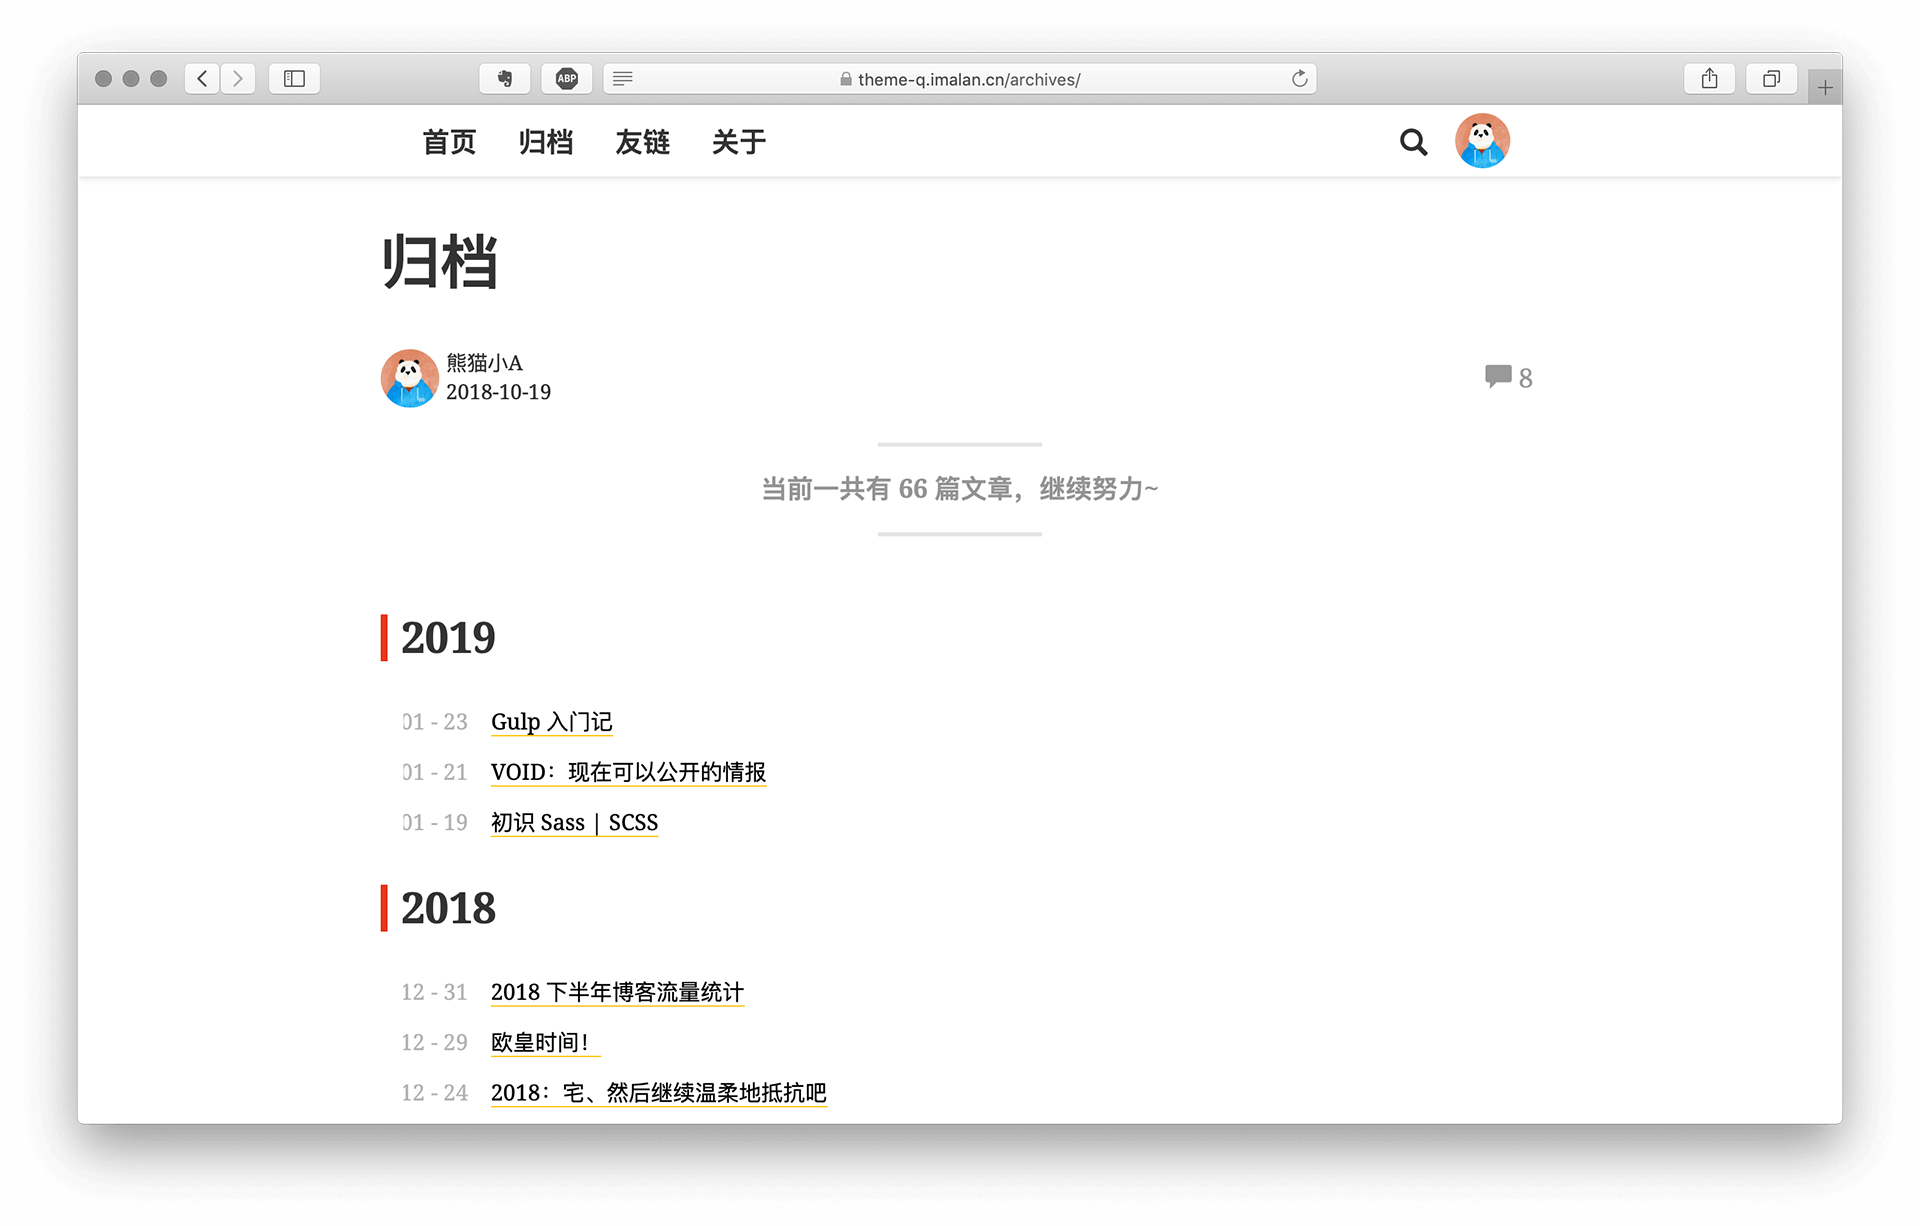 ABP
theme-q.imalan.cn/archives/
首页 归档 友链 关于
归档
熊猫小A
2018-10-19
8
当前一共有 66 篇文章，继续努力~
2019
01 - 23 Gulp 入门记
01 - 21 VOID：现在可以公开的情报
01 - 19 初识 Sass | SCSS
2018
12 - 31 2018 下半年博客流量统计
12 - 29 欧皇时间！
12 - 24 2018：宅、然后继续温柔地抵抗吧